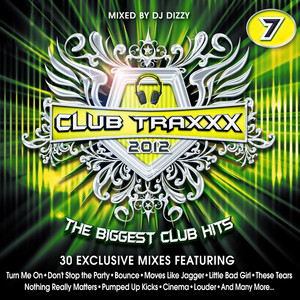 MIXED BY DJ DIZZY
7
CLUB TRAXXX
2012
THE BIGGEST CLUB HITS
30 EXCLUSIVE MIXES FEATURING
Turn Me On • Don't Stop the Party • Bounce • Moves Like Jagger • Little Bad Girl • These Tears
Nothing Really Matters • Pumped Up Kicks • Cinema • Louder • And Many More...